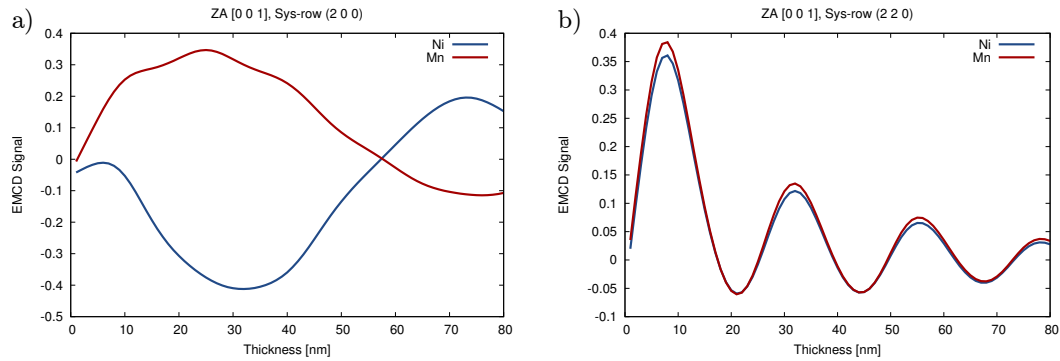 a)
ZA [0 0 1], Sys-row (2 0 0)
Ni
Mn
0.4
0.3
0.2
0.1
0
-0.1
-0.2
-0.3
-0.4
-0.5
EMCD Signal
0 10 20 30 40 50 60 70 80
Thickness [nm]
b)
ZA [0 0 1], Sys-row (2 2 0)
Ni
Mn
0.4
0.35
0.3
0.25
0.2
0.15
0.1
0.05
0
-0.05
-0.1
EMCD Signal
0 10 20 30 40 50 60 70 80
Thickness [nm]